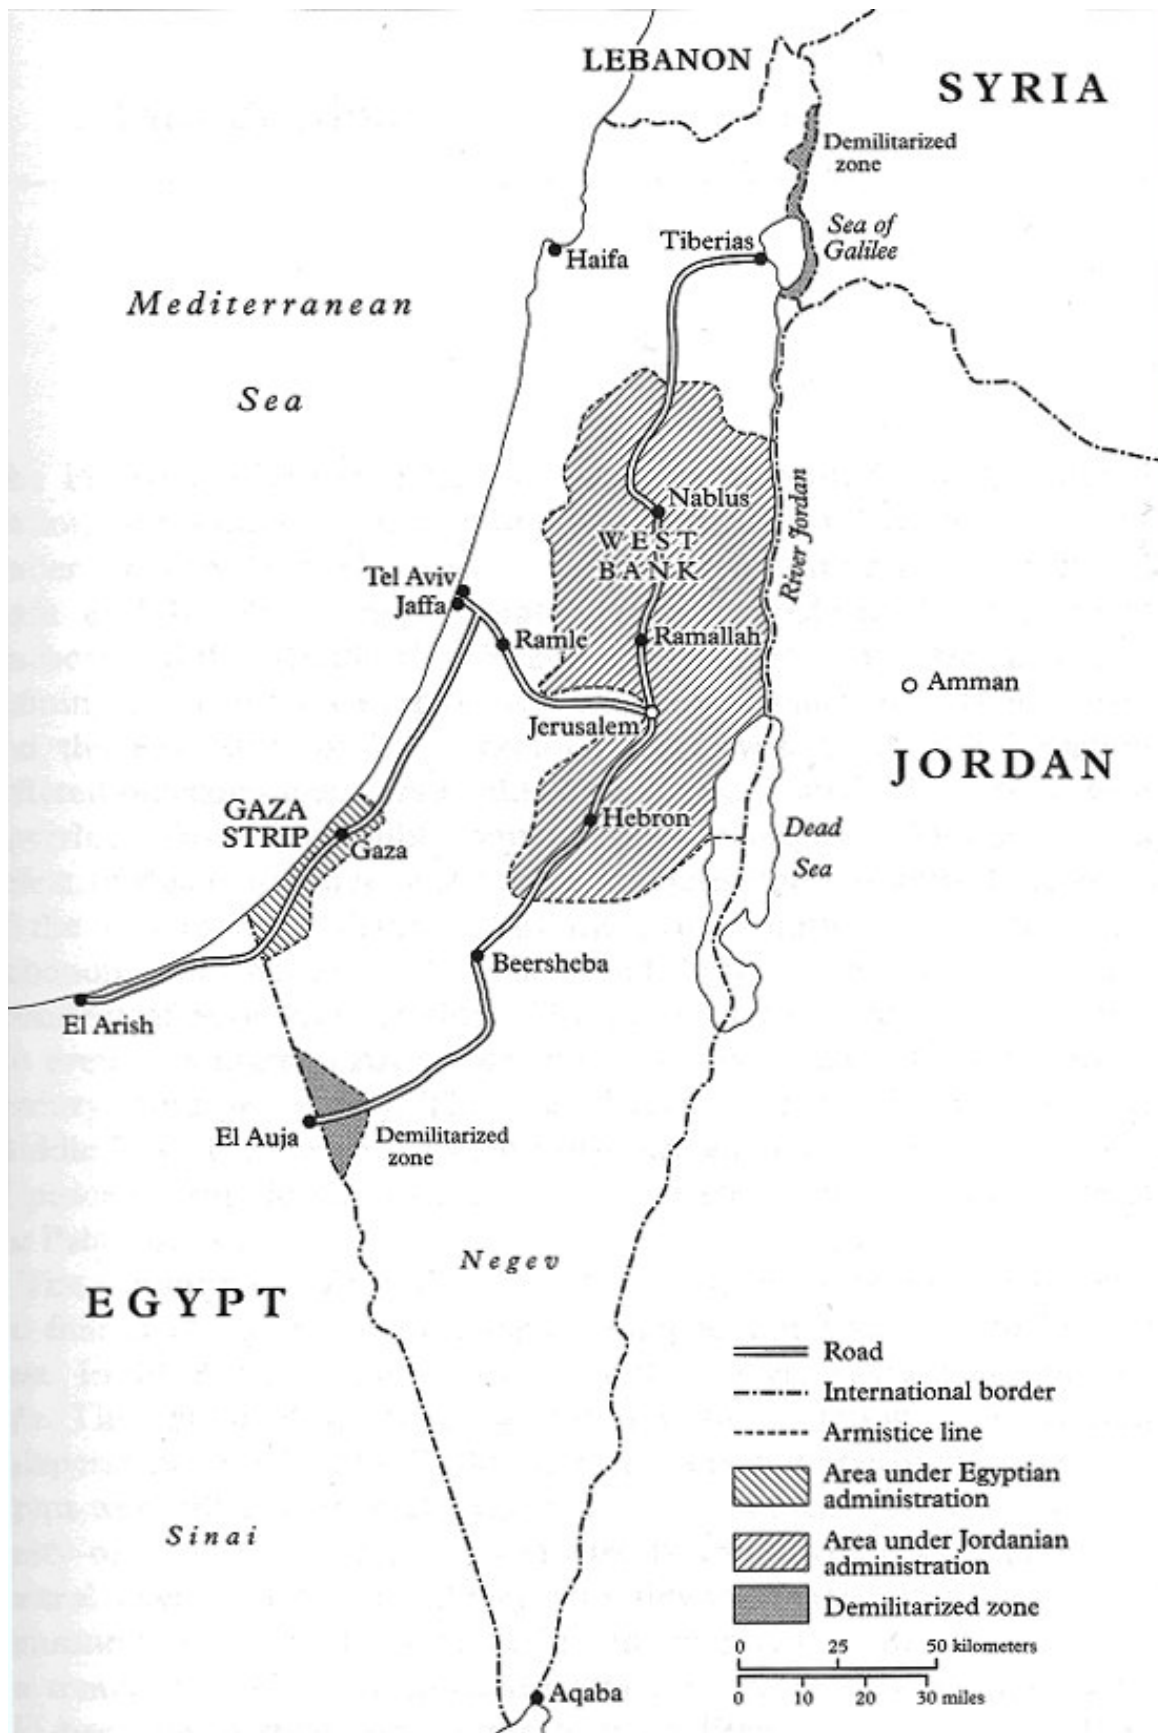 LEBANON
SYRIA
Demilitarized
zone
Sea of
Galilee
Tiberias
Haifa
Mediterranean
Sea
Nablus
WEST
BANK
River Jordan
Tel Aviv
Jaffa
Ramle
Ramallah
Amman
Jerusalem
JORDAN
GAZA
STRIP
Gaza
Hebron
Dead
Sea
Beersheba
El Arish
El Auja
Demilitarized
zone
Negev
EGYPT
Sinai
Aqaba
Road
International border
Armistice line
Area under Egyptian
administration
Area under Jordanian
administration
Demilitarized zone
0 25 50 kilometers
0 10 20 30 miles